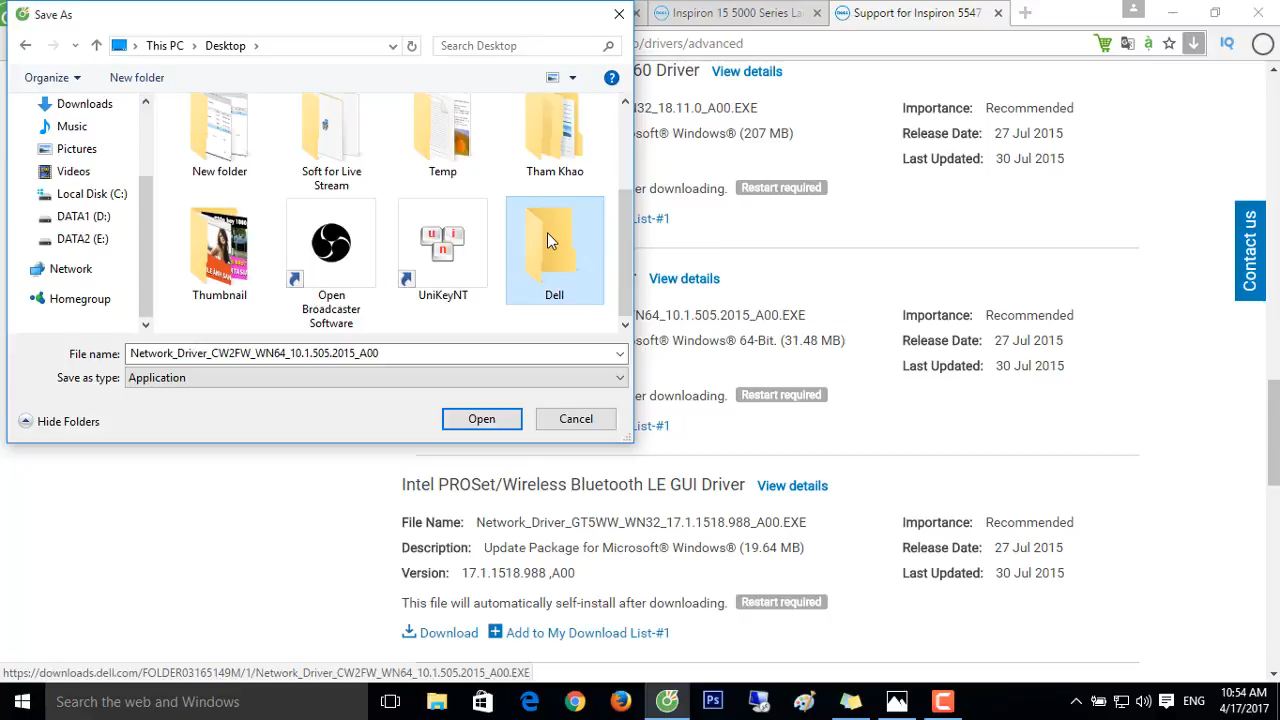 Save As
Inspiron 15 5000 Series La
Support for Inspiron 5547
This PC
Desktop
Search Desktop
o/drivers/advanced
Organize
New folder
Downloads
Music
Pictures
Videos
Local Disk (C:)
DATA1 (D:)
DATA2 (E:)
Network
Homegroup
New folder
Soft for Live
Stream
Temp
Tham Khao
Thumbnail
Open
Broadcaster
Software
UniKeyNT
Dell
File name: Network_Driver_CW2FW_WN64_10.1.505.2015_A00
Save as type: Application
Hide Folders
Open
Cancel
60 Driver View details
N32_18.11.0_A00.EXE
Importance: Recommended
osoft® Windows® (207 MB)
Release Date: 27 Jul 2015
Last Updated: 30 Jul 2015
er downloading. Restart required
List-#1
View details
N64_10.1.505.2015_A00.EXE
Importance: Recommended
osoft® Windows® 64-Bit. (31.48 MB)
Release Date: 27 Jul 2015
Last Updated: 30 Jul 2015
er downloading. Restart required
List-#1
Intel PROSet/Wireless Bluetooth LE GUI Driver View details
File Name: Network_Driver_GT5WW_WN32_17.1.1518.988_A00.EXE
Importance: Recommended
Description: Update Package for Microsoft® Windows® (19.64 MB)
Release Date: 27 Jul 2015
Version: 17.1.1518.988 ,A00
Last Updated: 30 Jul 2015
This file will automatically self-install after downloading. Restart required
Download Add to My Download List-#1
Contact us
https://downloads.dell.com/FOLDER03165149M/1/Network_Driver_CW2FW_WN64_10.1.505.2015_A00.EXE
Search the web and Windows
ENG
10:54 AM
4/17/2017